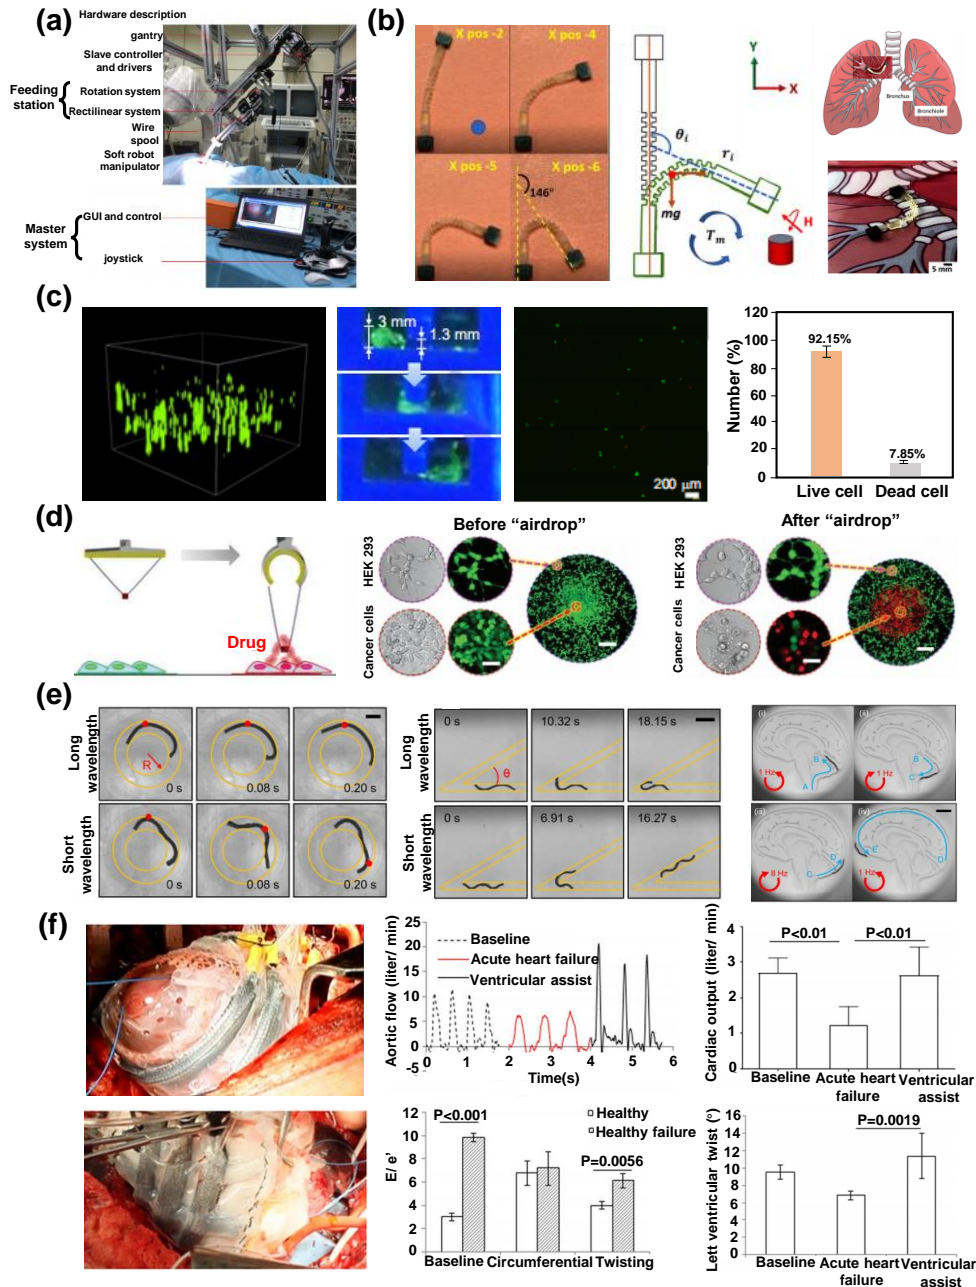 (a)
Hardware description
gantry
Slave controller
and drivers
Feeding
station
Rotation system
Rectilinear system
Wire
spool
Soft robot
manipulator
GUI and control
Master
system
joystick
(b)
X pos -2
X pos -4
X pos -5
X pos -6
146°
Y
X
θi
ri
mg
Tm
H
Bronchus
Bronchiole
5 mm
(c)
3 mm
1.3 mm
200 μm
120
100
80
60
40
20
0
Number (%)
92.15%
7.85%
Live cell
Dead cell
(d)
Drug
Before “airdrop”
HEK 293
Cancer cells
After “airdrop”
HEK 293
Cancer cells
(e)
Long
wavelength
R
0 s
0.08 s
0.20 s
Short
wavelength
0 s
0.08 s
0.20 s
Long
wavelength
0 s
10.32 s
18.15 s
θ
Short
wavelength
0 s
6.91 s
16.27 s
(i)
B
A
1 Hz
(ii)
B
C
1 Hz
(iii)
D
C
8 Hz
(iv)
E
D
1 Hz
(f)
Aortic flow (liter/ min)
25
20
15
10
5
0
-5
Baseline
Acute heart failure
Ventricular assist
0 1 2 3 4 5 6
Time(s)
Cardiac output (liter/ min)
4
3
2
1
0
P<0.01
P<0.01
Baseline
Acute heart
failure
Ventricular
assist
E/ e'
12
10
8
6
4
2
0
P<0.001
Healthy
Healthy failure
P=0.0056
Baseline Circumferential Twisting
Lett ventricular twist (°)
16
14
12
10
8
6
4
2
0
P=0.0019
Baseline
Acute heart
failure
Ventricular
assist